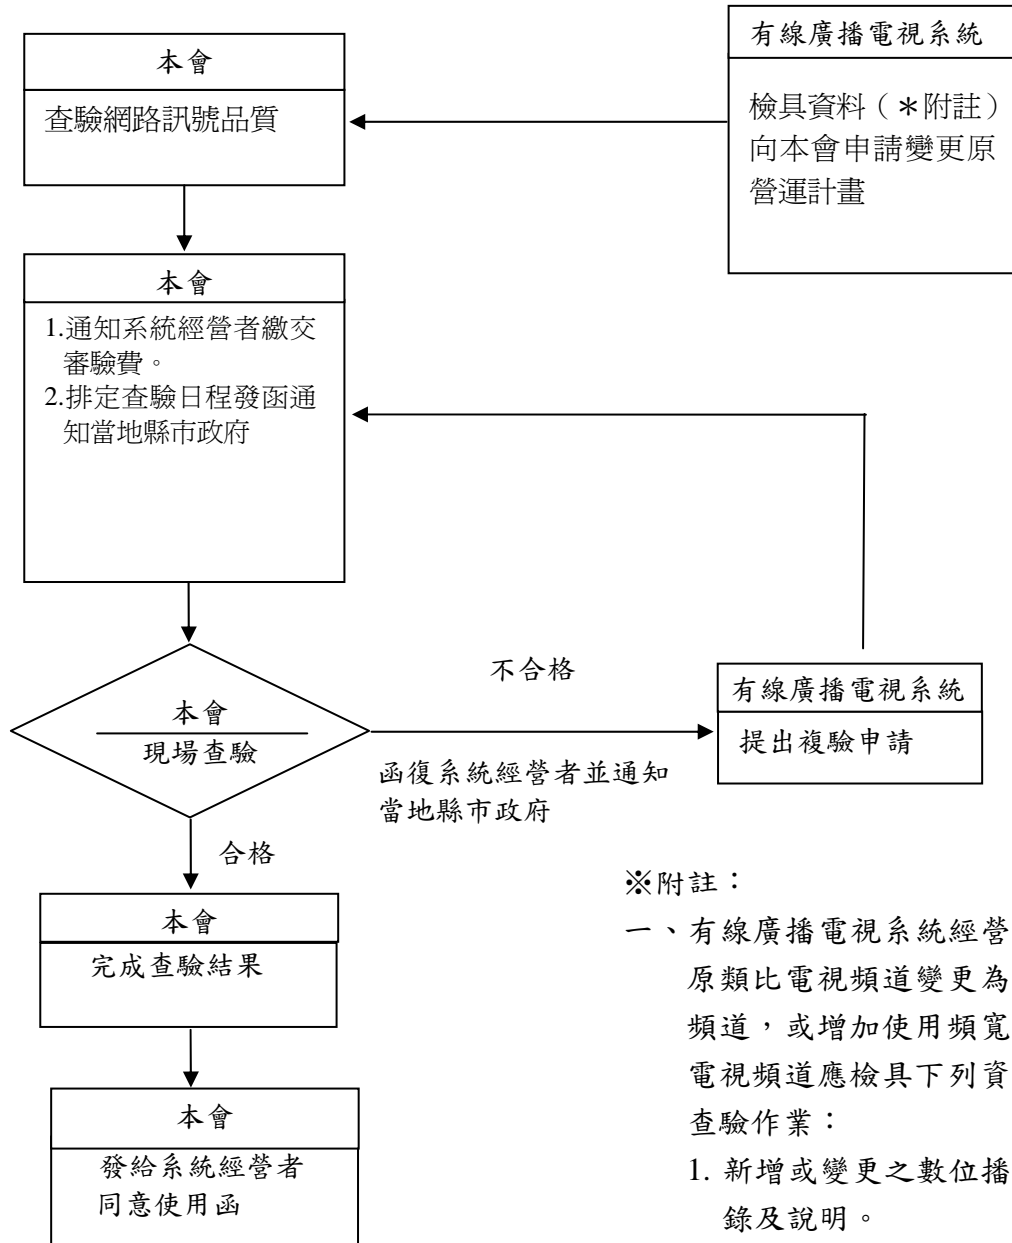 有線廣播電視系統
檢具資料（＊附註）
向本會申請變更原
營運計畫
本會
查驗網路訊號品質
本會
1.通知系統經營者繳交
審驗費。
2.排定查驗日程發函通
知當地縣市政府
本會
現場查驗
不合格
函復系統經營者並通知
當地縣市政府
有線廣播電視系統
提出複驗申請
合格
本會
完成查驗結果
本會
發給系統經營者
同意使用函
※附註：
一、有線廣播電視系統經營
原類比電視頻道變更為
頻道，或增加使用頻寬
電視頻道應檢具下列資
查驗作業：
1. 新增或變更之數位播
錄及說明。